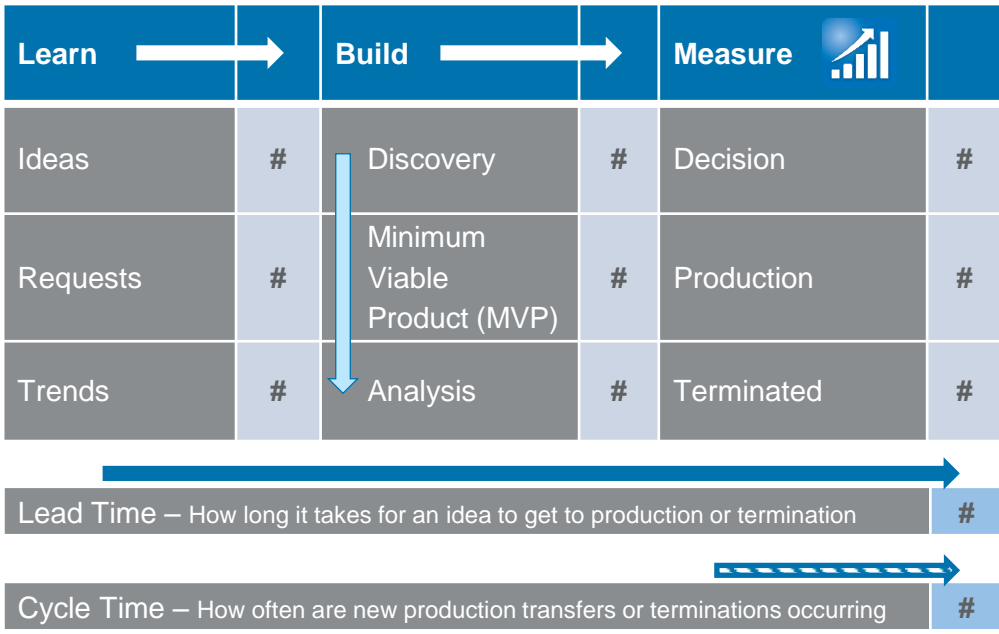 Learn Build Measure
Ideas # Discovery # Decision #
Minimum
Viable
Product (MVP)
Requests # # Production #
Trends # Analysis # Terminated #
Lead Time – How long it takes for an idea to get to production or termination #
Cycle Time – How often are new production transfers or terminations occurring #